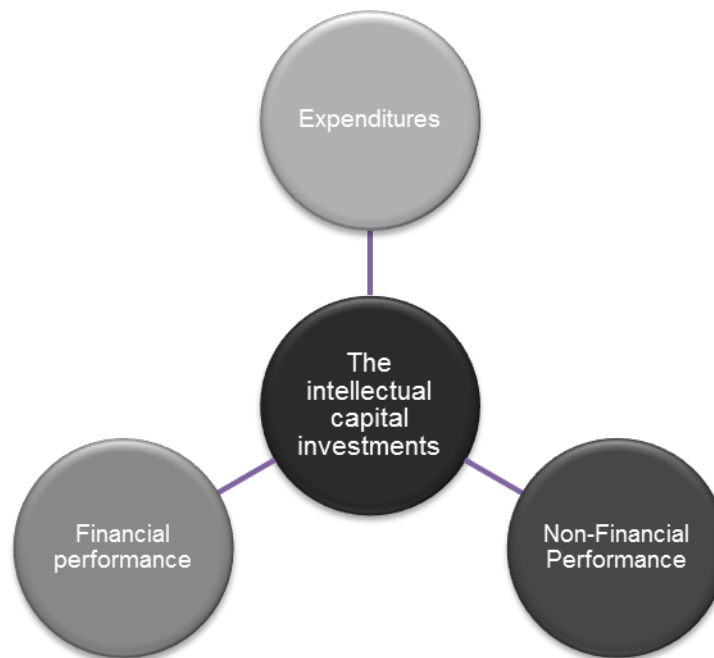 Expenditures
The
intellectual
capital
investments
Financial
performance
Non-Financial
Performance